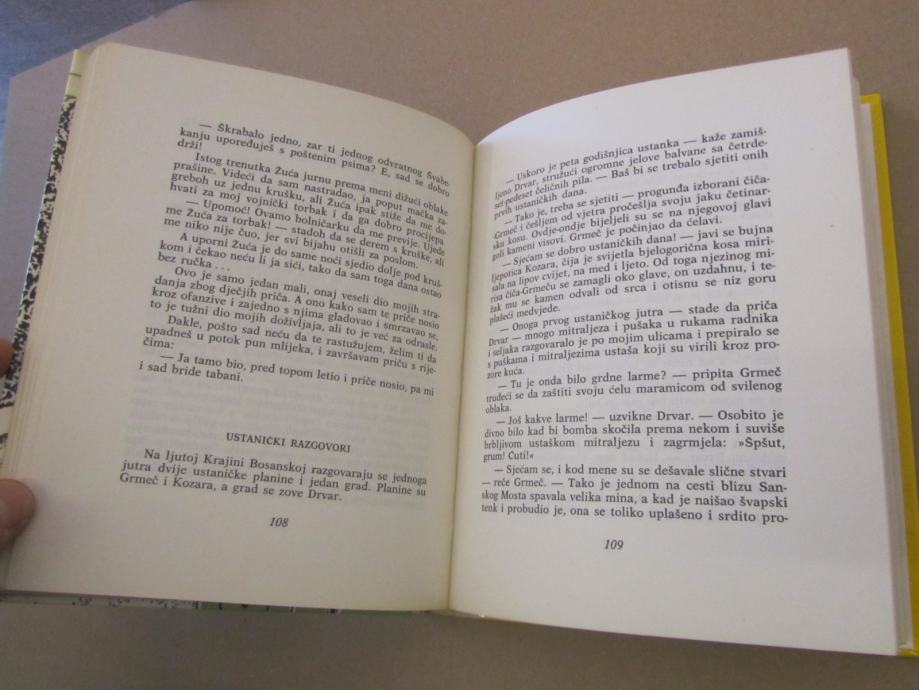 — Škrabalo jedno, zar ti jednog odvratnog Švabe-
kanju upoređuješ s poštenim psima? E, sad se dobro
drži!
Istog trenutka Žuća jurnu prema meni dižući oblake
prašine. Videći da sam nastradao, ja poput mačka za-
greboh uz jednu krušku, ali Žuća ipak stiže da me do-
hvati za moj vojnički torbak i da ga dobro procijepa.
— Upomoć! Ovamo bolničarku da me previje. Ujede
me Žuća za torbak! — stadoh da se derem s kruške, ali
me niko nije čuo, jer svi bijahu otišli za poslom.
A uporni Žuća je do same noći sjedio dolje pod kruš-
kom i čekao neću li ja sići, tako da sam toga dana ostao
bez ručka . . .
Ovo je samo jedan mali, onaj veseli dio mojih stra-
danja zbog dječjih priča. A ono kako sam te priče nosio
kroz ofanzive i zajedno s njima gladovao i smrzavao se,
to je tužni dio mojih doživljaja, ali to je već za odrasle.
Dakle, pošto sad neću da te rastužujem, želim ti da
upadneš u potok pun mlijeka, i završavam priču s rije-
čima:
— Ja tamo bio, pred topom letio i priče nosio, pa mi
i sad bride tabani.
USTANIČKI RAZGOVORI
Na ljutoj Krajini Bosanskoj razgovaraju se jednoga
jutra dvije ustaničke planine i jedan grad. Planine su
Grmeč i Kozara, a grad se zove Drvar.
108
— Uskoro je peta godišnjica ustanka — kaže zamiš-
ljeno Drvar, stružući ogromne jelove balvane sa četrde-
set-pedeset čeličnih pila. — Baš bi se trebalo sjetiti onih
prvih ustaničkih dana.
— Tako je, treba se sjetiti — progunđa izborani čiča-
-Grmeč i češljem od vjetra pročešlja svoju jaku četinar-
sku kosu. Ovdje-ondje bijeljeli su se na njegovoj glavi
goli kameni visovi. Grmeč je počinjao da ćelavi.
— Sjećam se dobro ustaničkih dana! — javi se bujna
ljepotica Kozara, čija je svijetla bjelogorična kosa miri-
sala na lipov cvijet, na med i ljeto. Od toga njezinog mi-
risa čiča-Grmeču se zamagli oko glave, on uzdahnu, i te-
žak mu se kamen odvali od srca i otisnu se niz goru
plašeći medvjede.
— Onoga prvog ustaničkog jutra — stade da priča
Drvar — mnogo mitraljeza i pušaka u rukama radnika
i seljaka razgovaralo je po mojim ulicama i prepiralo se
s puškama i mitraljezima ustaša koji su virili kroz pro-
zore kuća.
— Tu je onda bilo grdne larme? — pripita Grmeč
trudeći se da zaštiti svoju ćelu maramicom od svilenog
oblaka.
— Još kakve larme! — uzvikne Drvar. — Osobito je
divno bilo kad bi bomba skočila prema nekom i suviše
brbljivom ustaškom mitraljezu i zagrmjela: »Špšut,
grum! Ćuti!«
— Sjećam se, i kod mene su se dešavale slične stvari
— reče Grmeč. — Tako je jednom na cesti blizu San-
skog Mosta spavala velika mina, a kad je naišao švapski
tenk i probudio je, ona se toliko uplašeno i srdito pro-
109